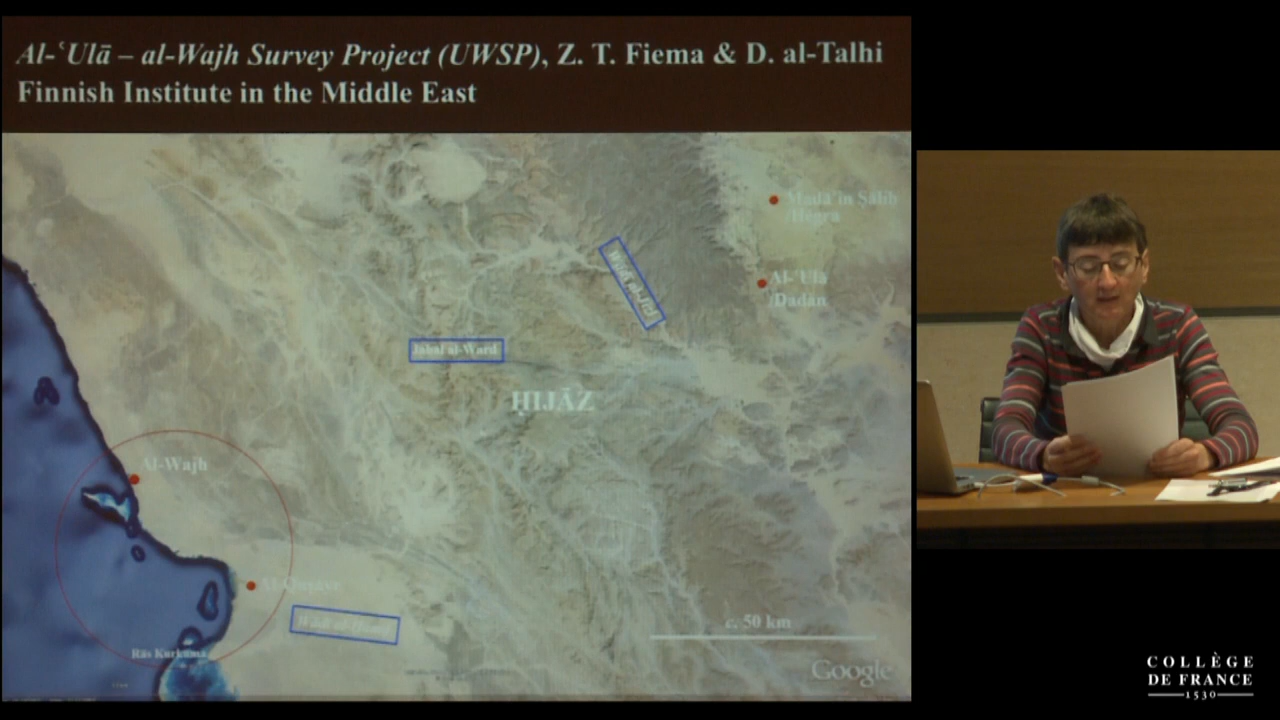 Al-ʿUlā – al-Wajh Survey Project (UWSP), Z. T. Fiema & D. al-Talhi
Finnish Institute in the Middle East
Madāʾin Ṣāliḥ
/Hegra
Al-ʿUlā
/Dadan
Jabal al-Ward
ḤIJĀZ
Al-Wajh
c. 50 km
Rās Kurkuma
Google
COLLÈGE
DE FRANCE
1530